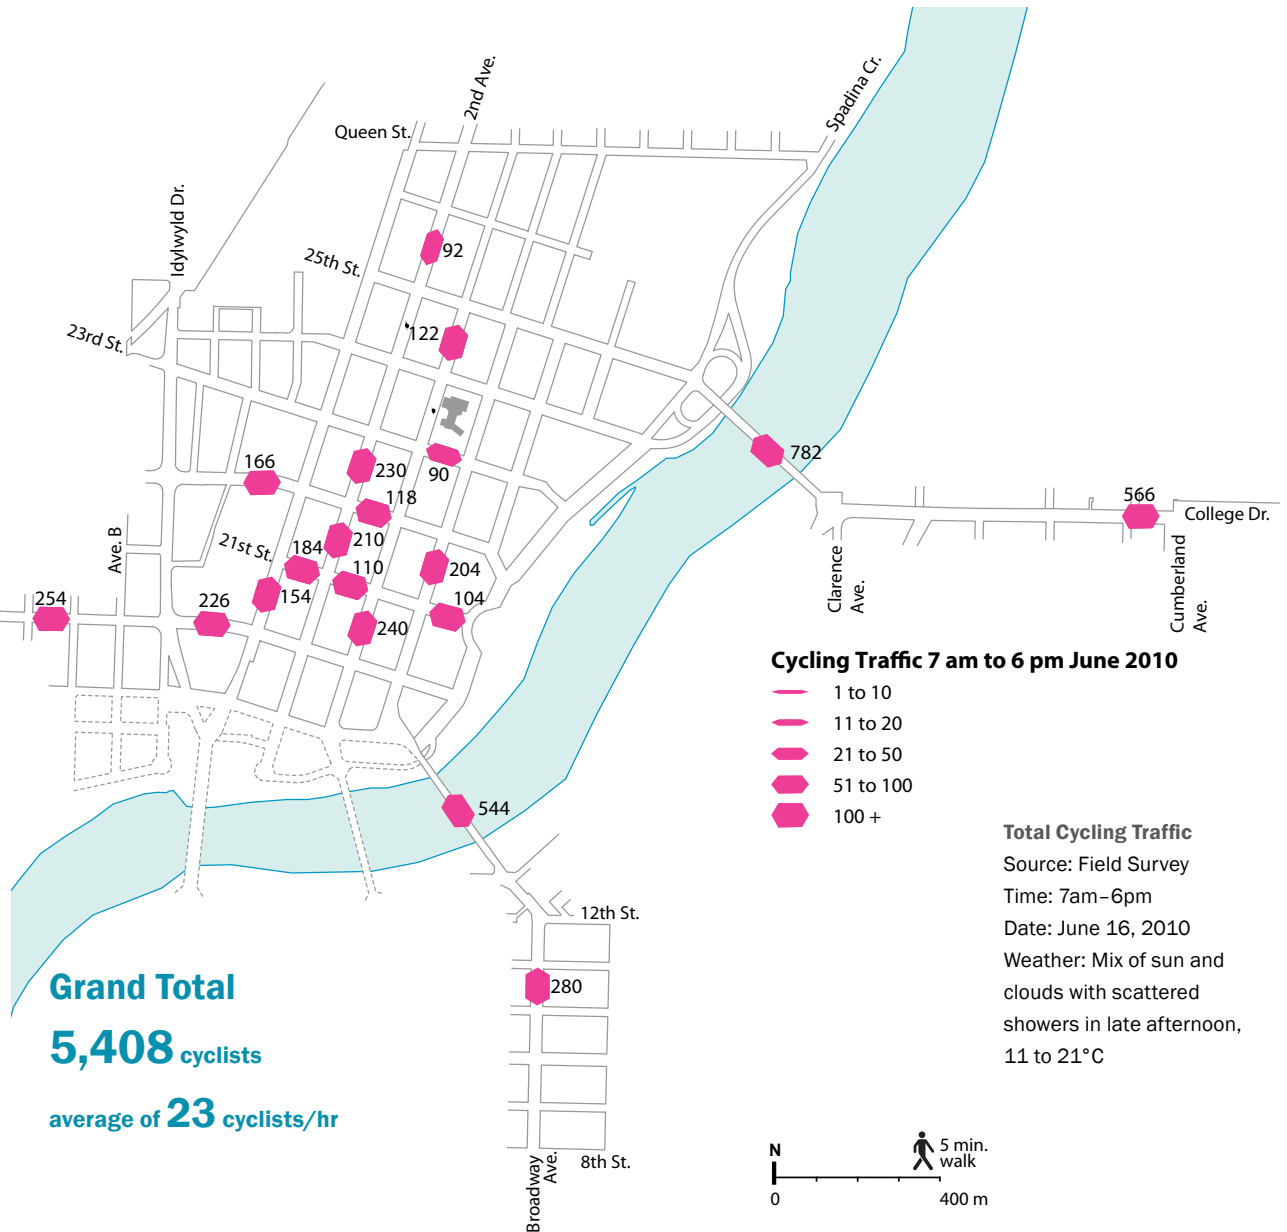 2nd Ave.
Spadina Cr.
Queen St.
Idylwyld Dr.
25th St.
92
23rd St.
122
782
166
230
90
118
566
College Dr.
Ave. B
21st St.
184
210
110
204
Clarence
Ave.
Cumberland
Ave.
254
226
154
104
240
Cycling Traffic 7 am to 6 pm June 2010
1 to 10
11 to 20
21 to 50
51 to 100
100 +
544
Total Cycling Traffic
Source: Field Survey
Time: 7am–6pm
Date: June 16, 2010
Weather: Mix of sun and
clouds with scattered
showers in late afternoon,
11 to 21°C
12th St.
280
Grand Total
5,408 cyclists
average of 23 cyclists/hr
8th St.
Broadway
Ave.
N
5 min.
walk
0
400 m